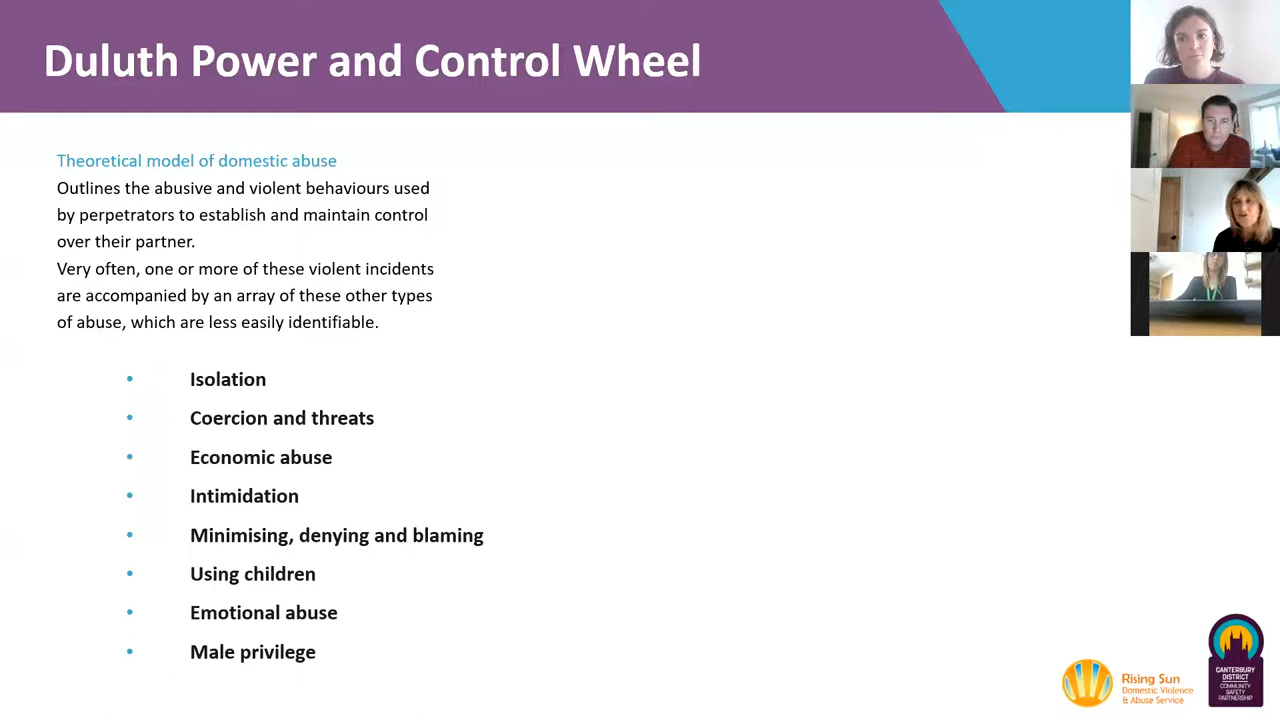 Duluth Power and Control Wheel
Theoretical model of domestic abuse
Outlines the abusive and violent behaviours used
by perpetrators to establish and maintain control
over their partner.
Very often, one or more of these violent incidents
are accompanied by an array of these other types
of abuse, which are less easily identifiable.
• Isolation
• Coercion and threats
• Economic abuse
• Intimidation
• Minimising, denying and blaming
• Using children
• Emotional abuse
• Male privilege
Rising Sun
Domestic Violence
& Abuse Service
CANTERBURY
DISTRICT
COMMUNITY
SAFETY
PARTNERSHIP